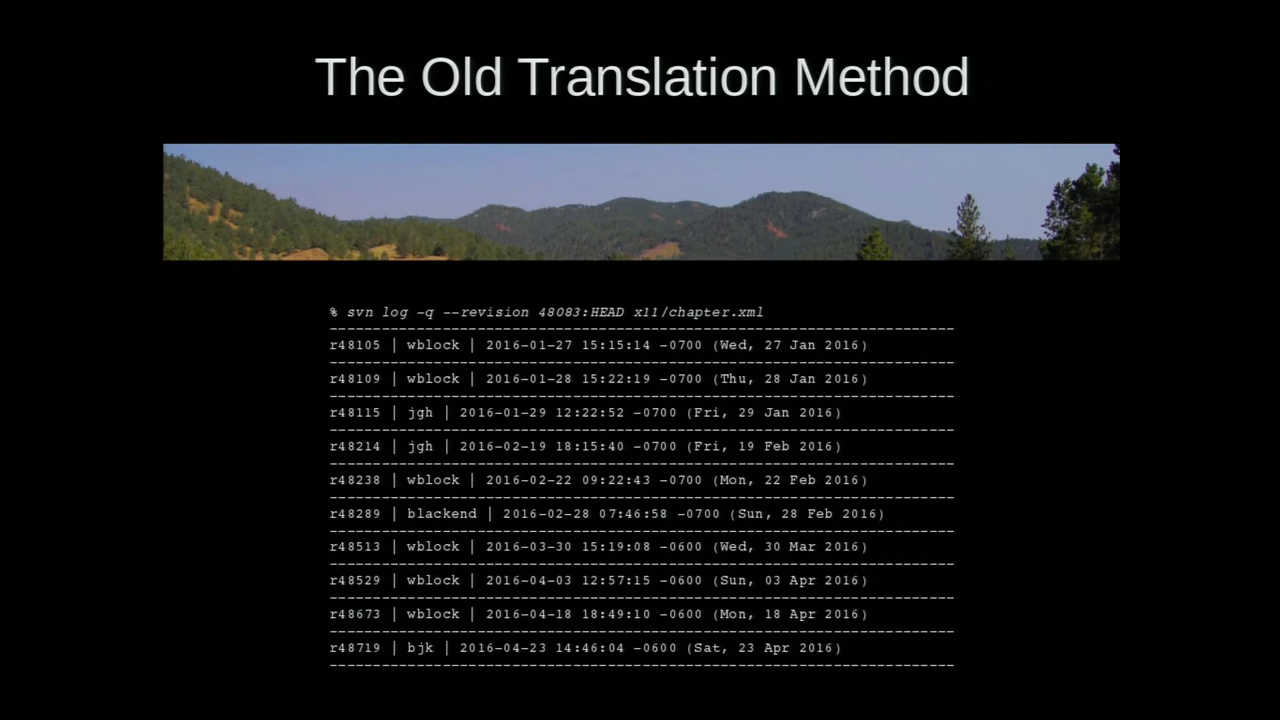 The Old Translation Method
% svn log -q --revision 48083:HEAD x11/chapter.xml
------------------------------------------------------------------------
r48105 | wblock | 2016-01-27 15:15:14 -0700 (Wed, 27 Jan 2016)
------------------------------------------------------------------------
r48109 | wblock | 2016-01-28 15:22:19 -0700 (Thu, 28 Jan 2016)
------------------------------------------------------------------------
r48115 | jgh | 2016-01-29 12:22:52 -0700 (Fri, 29 Jan 2016)
------------------------------------------------------------------------
r48214 | jgh | 2016-02-19 18:15:40 -0700 (Fri, 19 Feb 2016)
------------------------------------------------------------------------
r48238 | wblock | 2016-02-22 09:22:43 -0700 (Mon, 22 Feb 2016)
------------------------------------------------------------------------
r48289 | blackend | 2016-02-28 07:46:58 -0700 (Sun, 28 Feb 2016)
------------------------------------------------------------------------
r48513 | wblock | 2016-03-30 15:19:08 -0600 (Wed, 30 Mar 2016)
------------------------------------------------------------------------
r48529 | wblock | 2016-04-03 12:57:15 -0600 (Sun, 03 Apr 2016)
------------------------------------------------------------------------
r48673 | wblock | 2016-04-18 18:49:10 -0600 (Mon, 18 Apr 2016)
------------------------------------------------------------------------
r48719 | bjk | 2016-04-23 14:46:04 -0600 (Sat, 23 Apr 2016)
------------------------------------------------------------------------